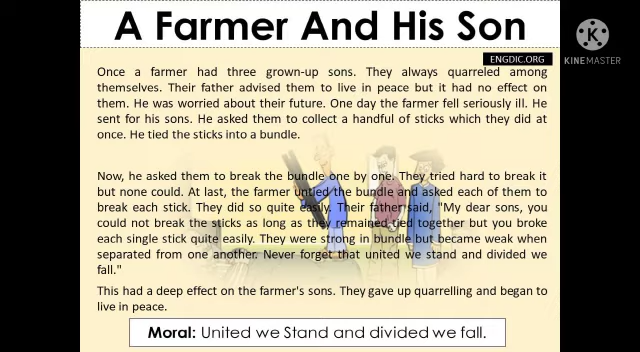 A Farmer And His Son
ENGDIC.ORG
K
KINEMASTER
Once a farmer had three grown-up sons. They always quarreled among
themselves. Their father advised them to live in peace but it had no effect on
them. He was worried about their future. One day the farmer fell seriously ill. He
sent for his sons. He asked them to collect a handful of sticks which they did at
once. He tied the sticks into a bundle.
Now, he asked them to break the bundle one by one. They tried hard to break it
but none could. At last, the farmer untied the bundle and asked each of them to
break each stick. They did so quite easily. Their father said, "My dear sons, you
could not break the sticks as long as they remained tied together but you broke
each single stick quite easily. They were strong in bundle but became weak when
separated from one another. Never forget that united we stand and divided we
fall."
This had a deep effect on the farmer's sons. They gave up quarrelling and began to
live in peace.
Moral: United we Stand and divided we fall.